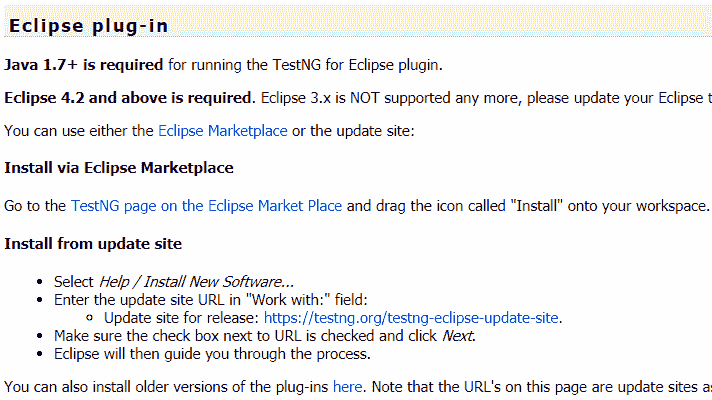 Eclipse plug-in
Java 1.7+ is required for running the TestNG for Eclipse plugin.
Eclipse 4.2 and above is required. Eclipse 3.x is NOT supported any more, please update your Eclipse t
You can use either the Eclipse Marketplace or the update site:
Install via Eclipse Marketplace
Go to the TestNG page on the Eclipse Market Place and drag the icon called "Install" onto your workspace.
Install from update site
• Select Help / Install New Software...
• Enter the update site URL in "Work with:" field:
◦ Update site for release: https://testng.org/testng-eclipse-update-site.
• Make sure the check box next to URL is checked and click Next.
• Eclipse will then guide you through the process.
You can also install older versions of the plug-ins here. Note that the URL's on this page are update sites as